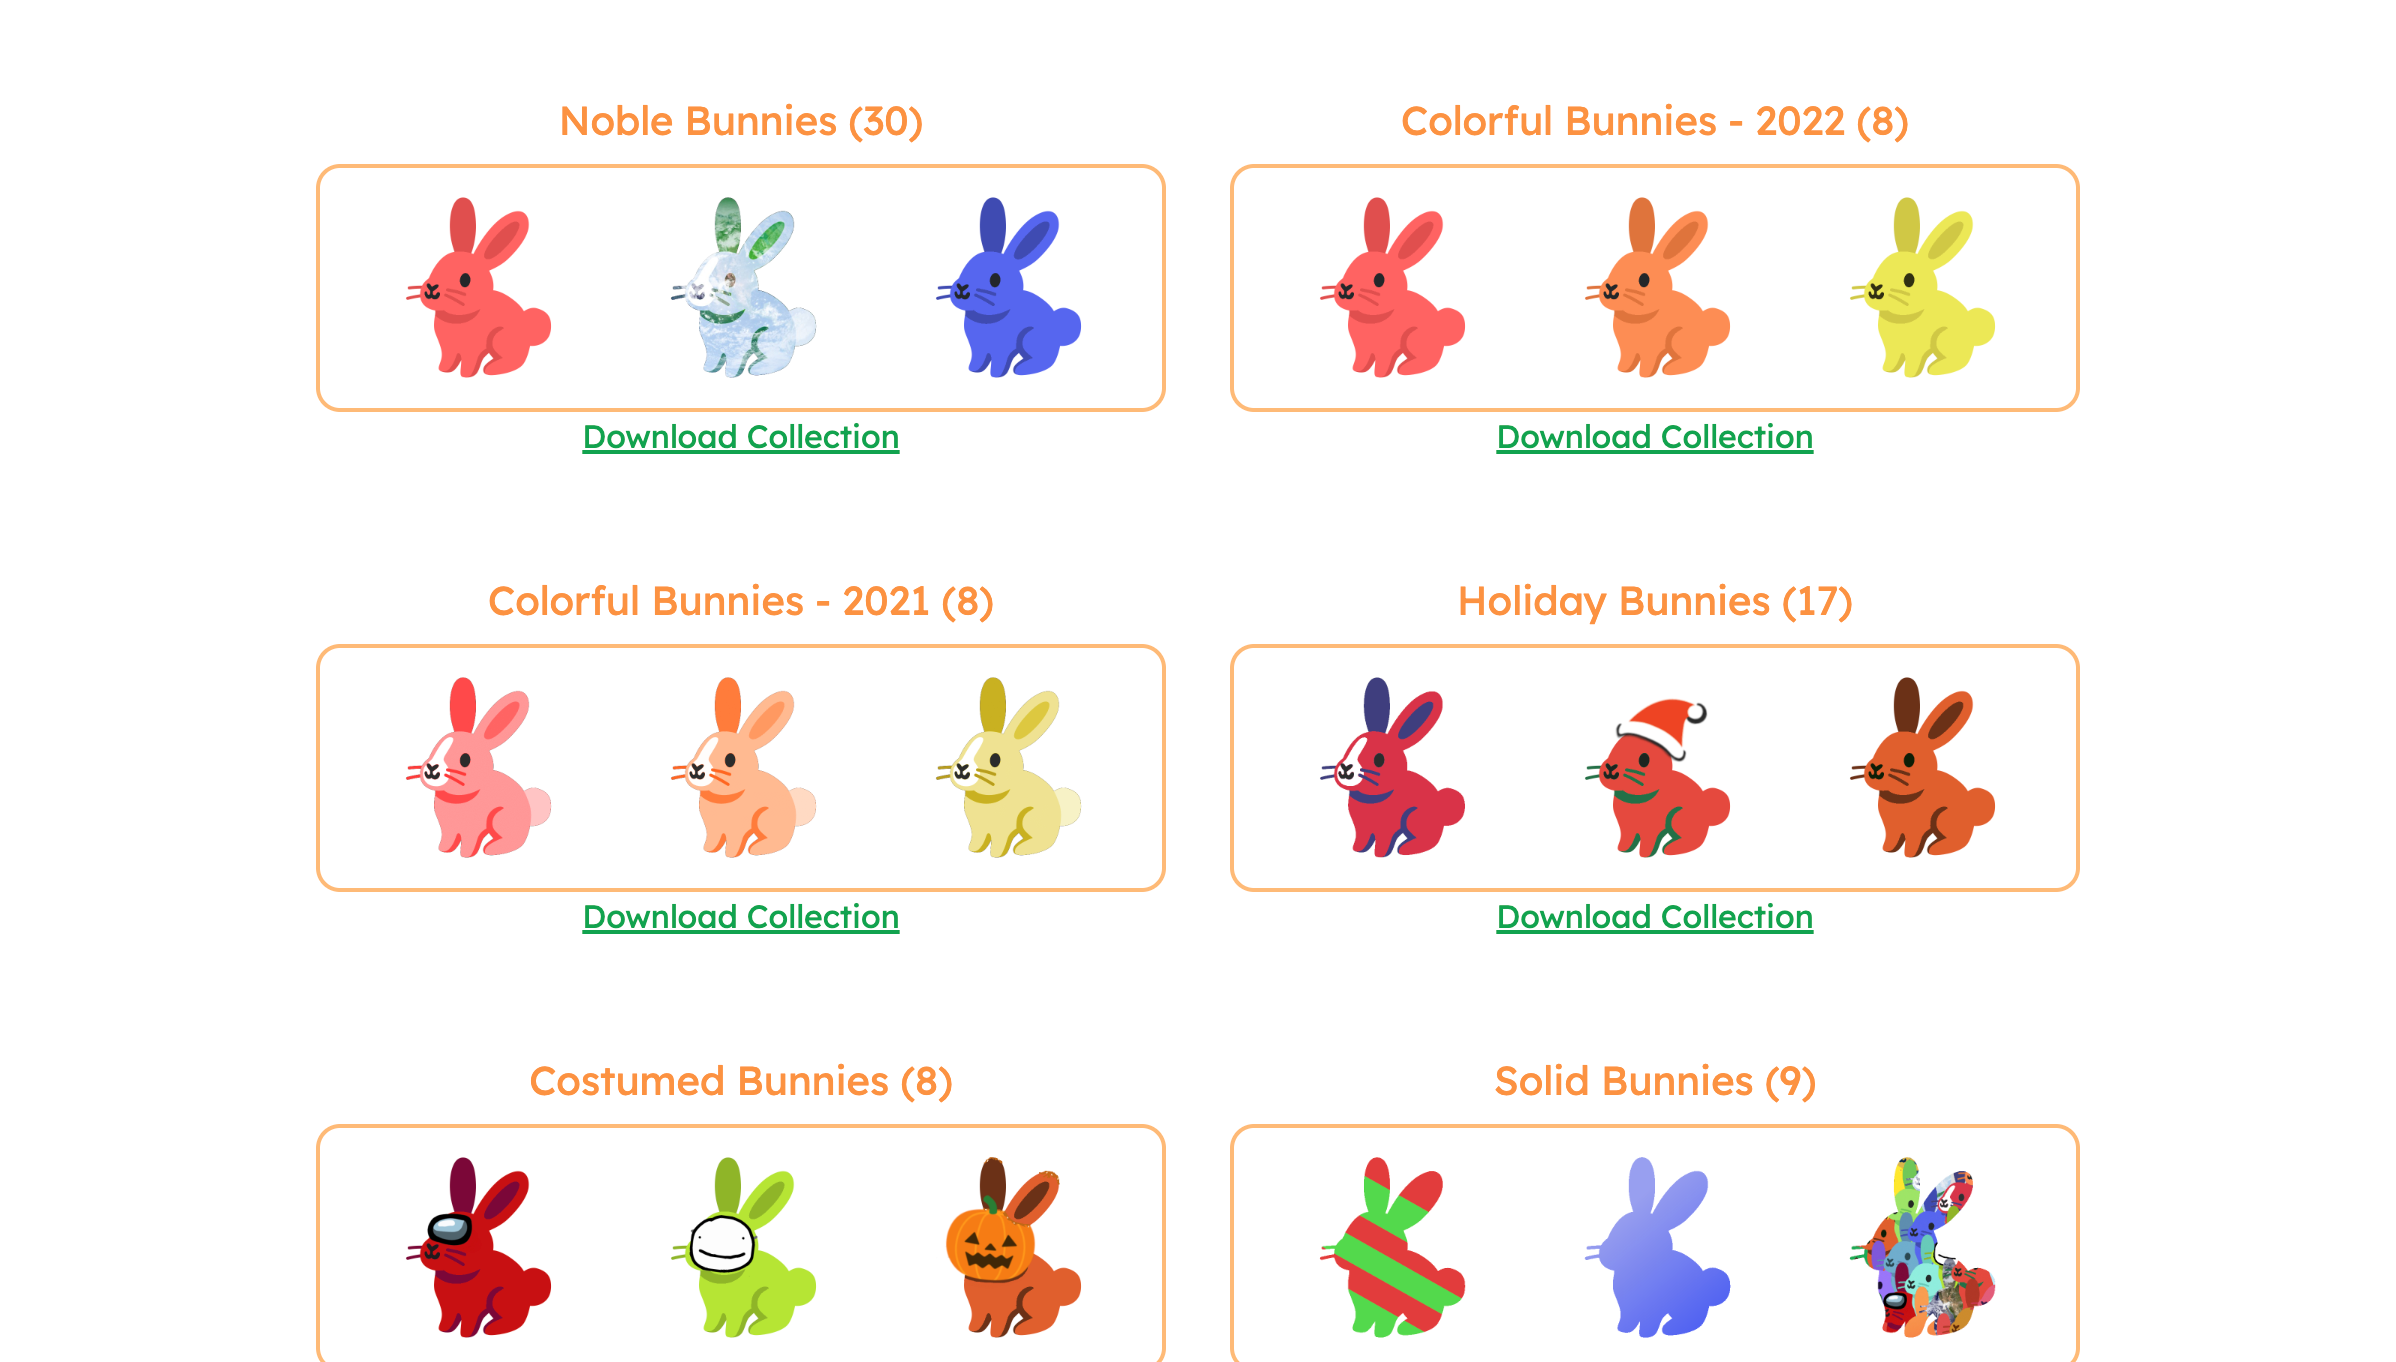 Noble Bunnies (30)
Colorful Bunnies - 2022 (8)
Download Collection
Download Collection
Colorful Bunnies - 2021 (8)
Holiday Bunnies (17)
Download Collection
Download Collection
Costumed Bunnies (8)
Solid Bunnies (9)